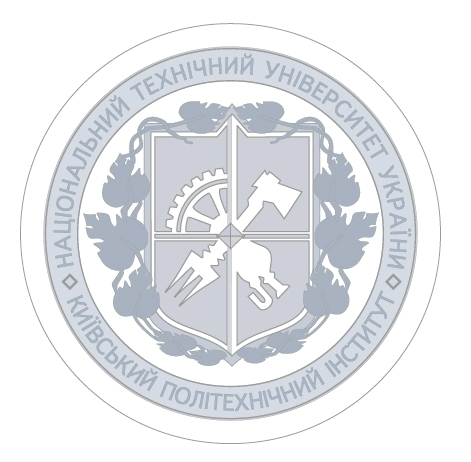 НАЦІОНАЛЬНИЙ ТЕХНІЧНИЙ УНІВЕРСИТЕТ УКРАЇНИ
КИЇВСЬКИЙ ПОЛІТЕХНІЧНИЙ ІНСТИТУТ